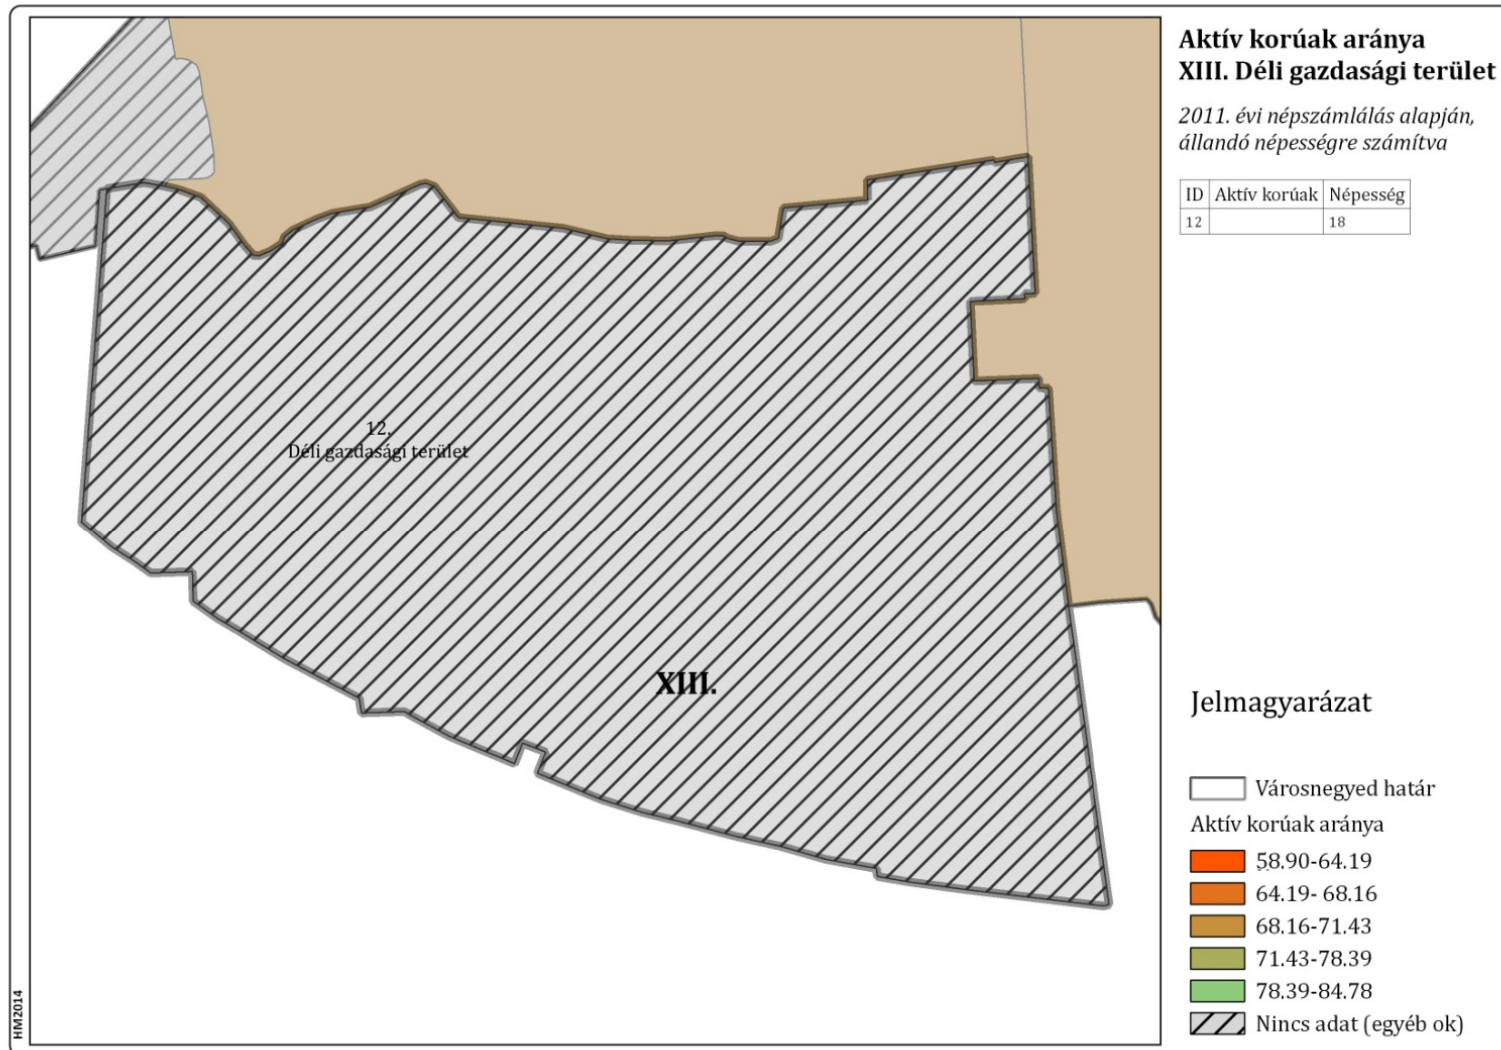 Aktív korúak aránya
XIII. Déli gazdasági terület
2011. évi népszámlálás alapján,
állandó népességre számítva
ID Aktív korúak Népesség
12 18
12.
Déli gazdasági terület
XIII.
Jelmagyarázat
Városnegyed határ
Aktív korúak aránya
58.90-64.19
64.19- 68.16
68.16-71.43
71.43-78.39
78.39-84.78
Nincs adat (egyéb ok)
HM2014